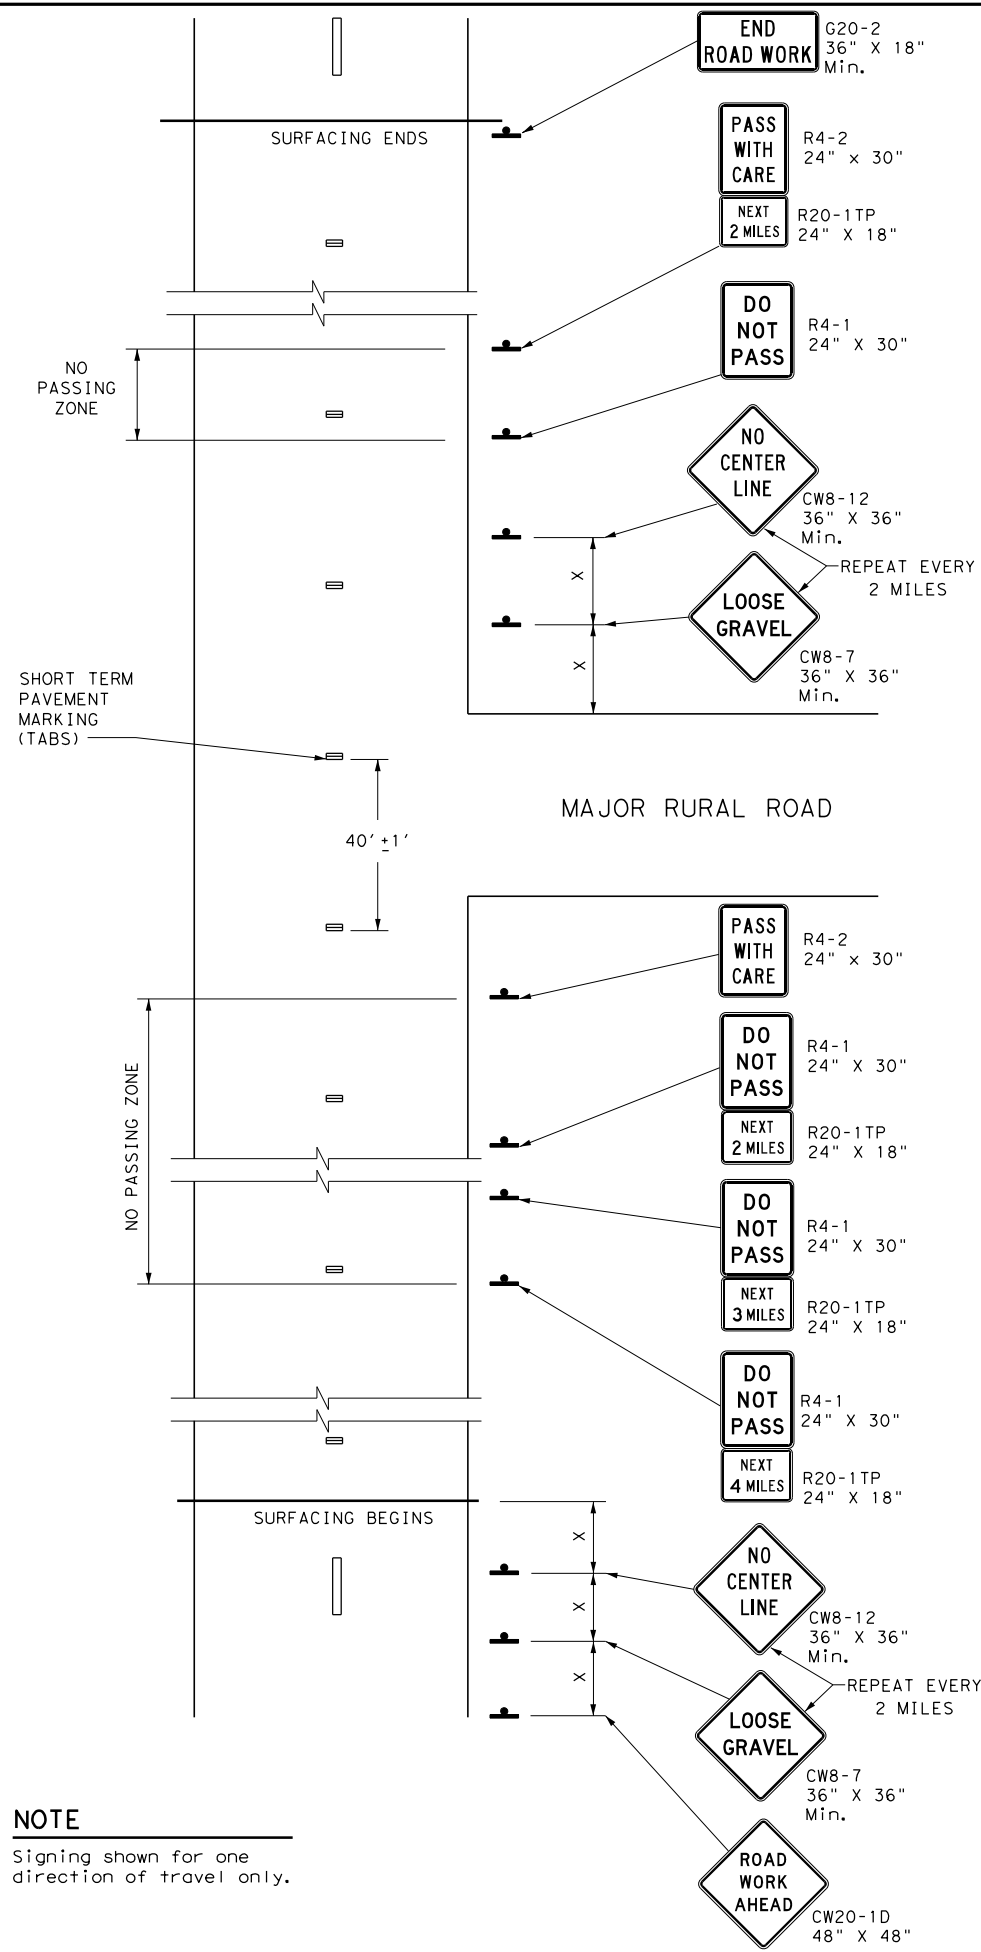 END
ROAD WORK
G20-2
36" X 18"
Min.
SURFACING ENDS
PASS
WITH
CARE
R4-2
24" x 30"
NEXT
2 MILES
R20-1TP
24" X 18"
DO
NOT
PASS
R4-1
24" X 30"
NO
PASSING
ZONE
NO
CENTER
LINE
CW8-12
36" X 36"
Min.
X
REPEAT EVERY
2 MILES
LOOSE
GRAVEL
CW8-7
36" X 36"
Min.
X
SHORT TERM
PAVEMENT
MARKING
(TABS)
MAJOR RURAL ROAD
40' ±1'
PASS
WITH
CARE
R4-2
24" x 30"
NO PASSING ZONE
DO
NOT
PASS
R4-1
24" X 30"
NEXT
2 MILES
R20-1TP
24" X 18"
DO
NOT
PASS
R4-1
24" X 30"
NEXT
3 MILES
R20-1TP
24" X 18"
DO
NOT
PASS
R4-1
24" X 30"
NEXT
4 MILES
R20-1TP
24" X 18"
SURFACING BEGINS
X
NO
CENTER
LINE
CW8-12
36" X 36"
Min.
X
REPEAT EVERY
2 MILES
X
LOOSE
GRAVEL
CW8-7
36" X 36"
Min.
ROAD
WORK
AHEAD
CW20-1D
48" X 48"
NOTE
Signing shown for one
direction of travel only.